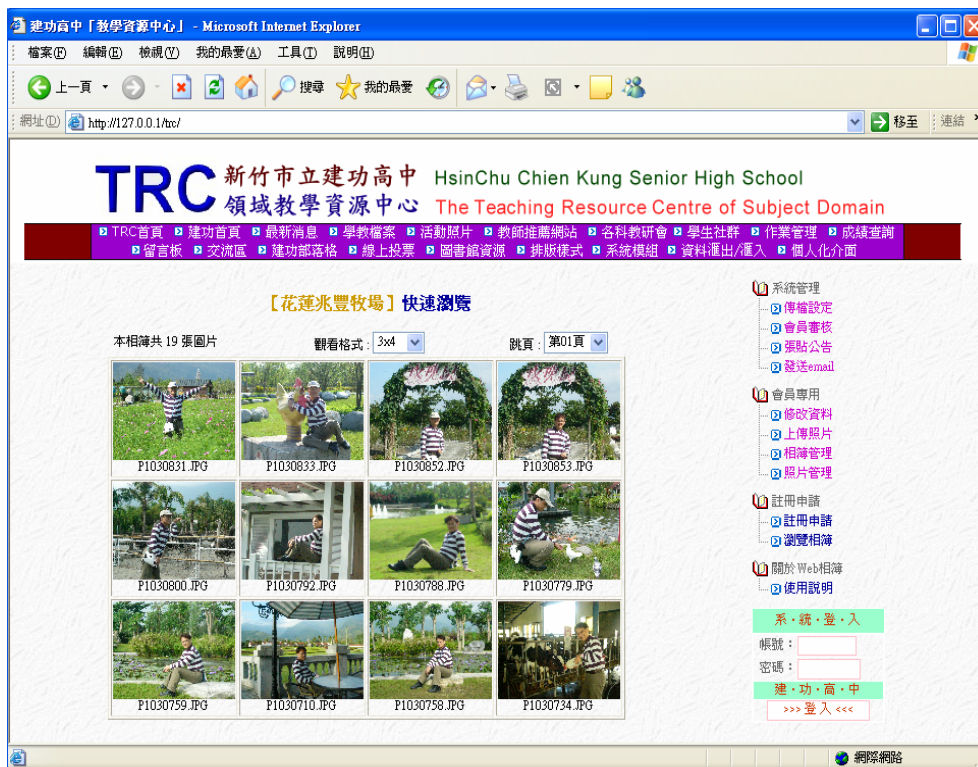 建功高中「教學資源中心」 - Microsoft Internet Explorer
檔案(F) 編輯(E) 檢視(V) 我的最愛(A) 工具(T) 說明(H)
上一頁 搜尋 我的最愛
網址(D) http://127.0.0.1/trc/ 移至 連結
TRC 新竹市立建功高中 HsinChu Chien Kung Senior High School
領域教學資源中心 The Teaching Resource Centre of Subject Domain
TRC首頁 建功首頁 最新消息 學教檔案 活動照片 教師推薦網站 各科教研會 學生社群 作業管理 成績查詢
留言板 交流區 建功部落格 線上投票 圖書館資源 排版樣式 系統模組 資料匯出/匯入 個人化介面
【花蓮兆豐牧場】快速瀏覽
本相簿共 19 張圖片 觀看格式: 3x4 跳頁: 第01頁
P1030831.JPG P1030833.JPG P1030852.JPG P1030853.JPG
P1030800.JPG P1030792.JPG P1030788.JPG P1030779.JPG
P1030759.JPG P1030710.JPG P1030758.JPG P1030734.JPG
系統管理
傳檔設定
會員審核
張貼公告
發送email
會員專用
修改資料
上傳照片
相簿管理
照片管理
註冊申請
註冊申請
瀏覽相簿
關於Web相簿
使用說明
系‧統‧登‧入
帳號：
密碼：
建‧功‧高‧中
>>> 登入 <<<
網際網路